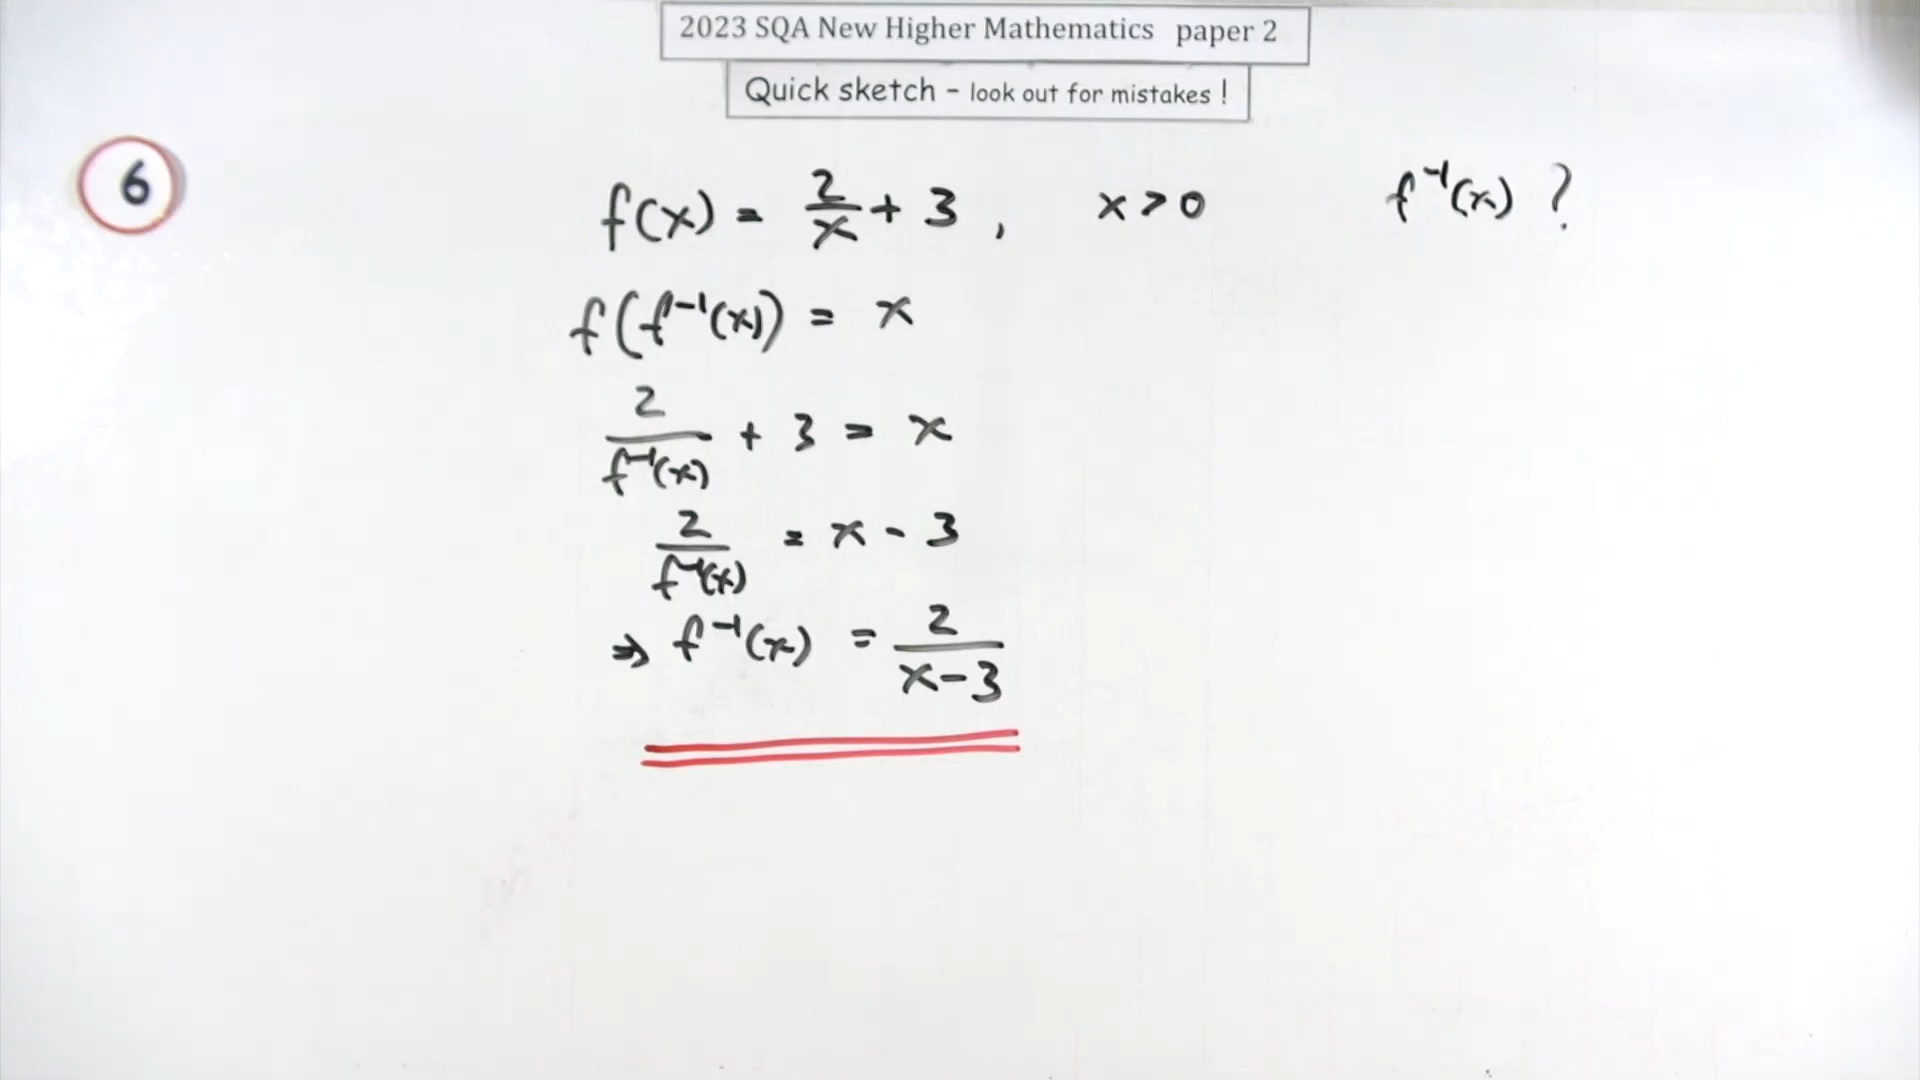 2023 SQA New Higher Mathematics paper 2
Quick sketch - look out for mistakes !
6
f(x) = 2/x + 3 , x > 0 f⁻¹(x) ?
f(f⁻¹(x)) = x
2/f⁻¹(x) + 3 = x
2/f⁻¹(x) = x - 3
⇒ f⁻¹(x) = 2/(x-3)